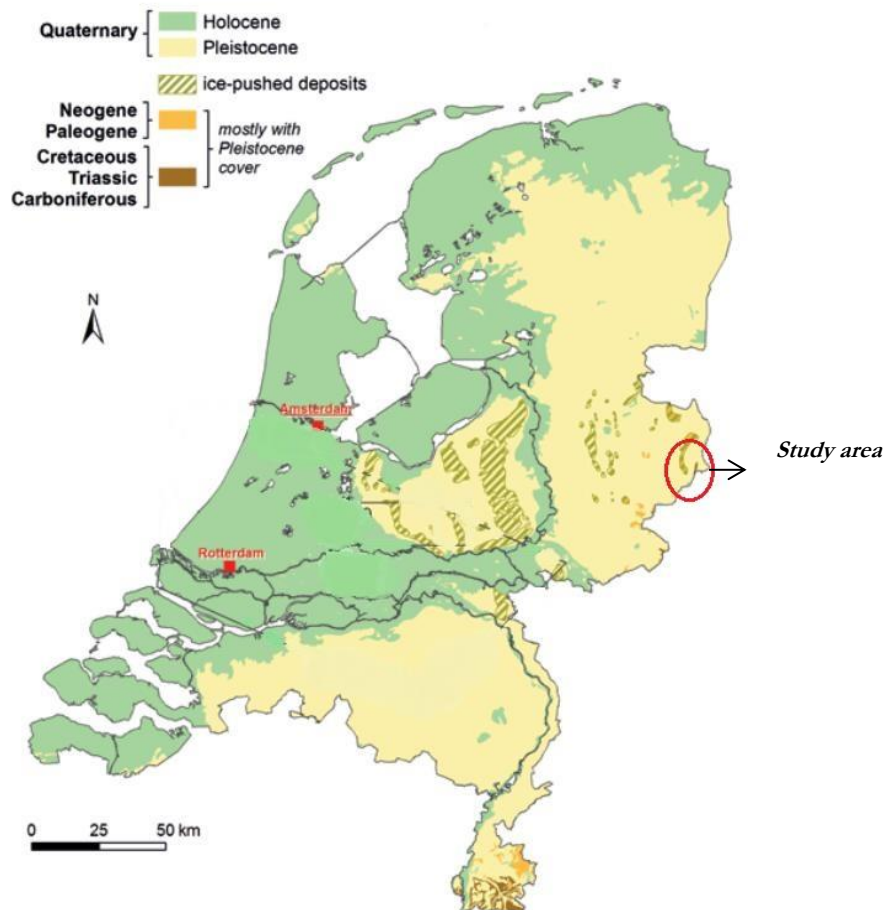 Quaternary
Holocene
Pleistocene
ice-pushed deposits
Neogene
Paleogene
Cretaceous
Triassic
Carboniferous
mostly with
Pleistocene
cover
N
Amsterdam
Study area
Rotterdam
0 25 50 km